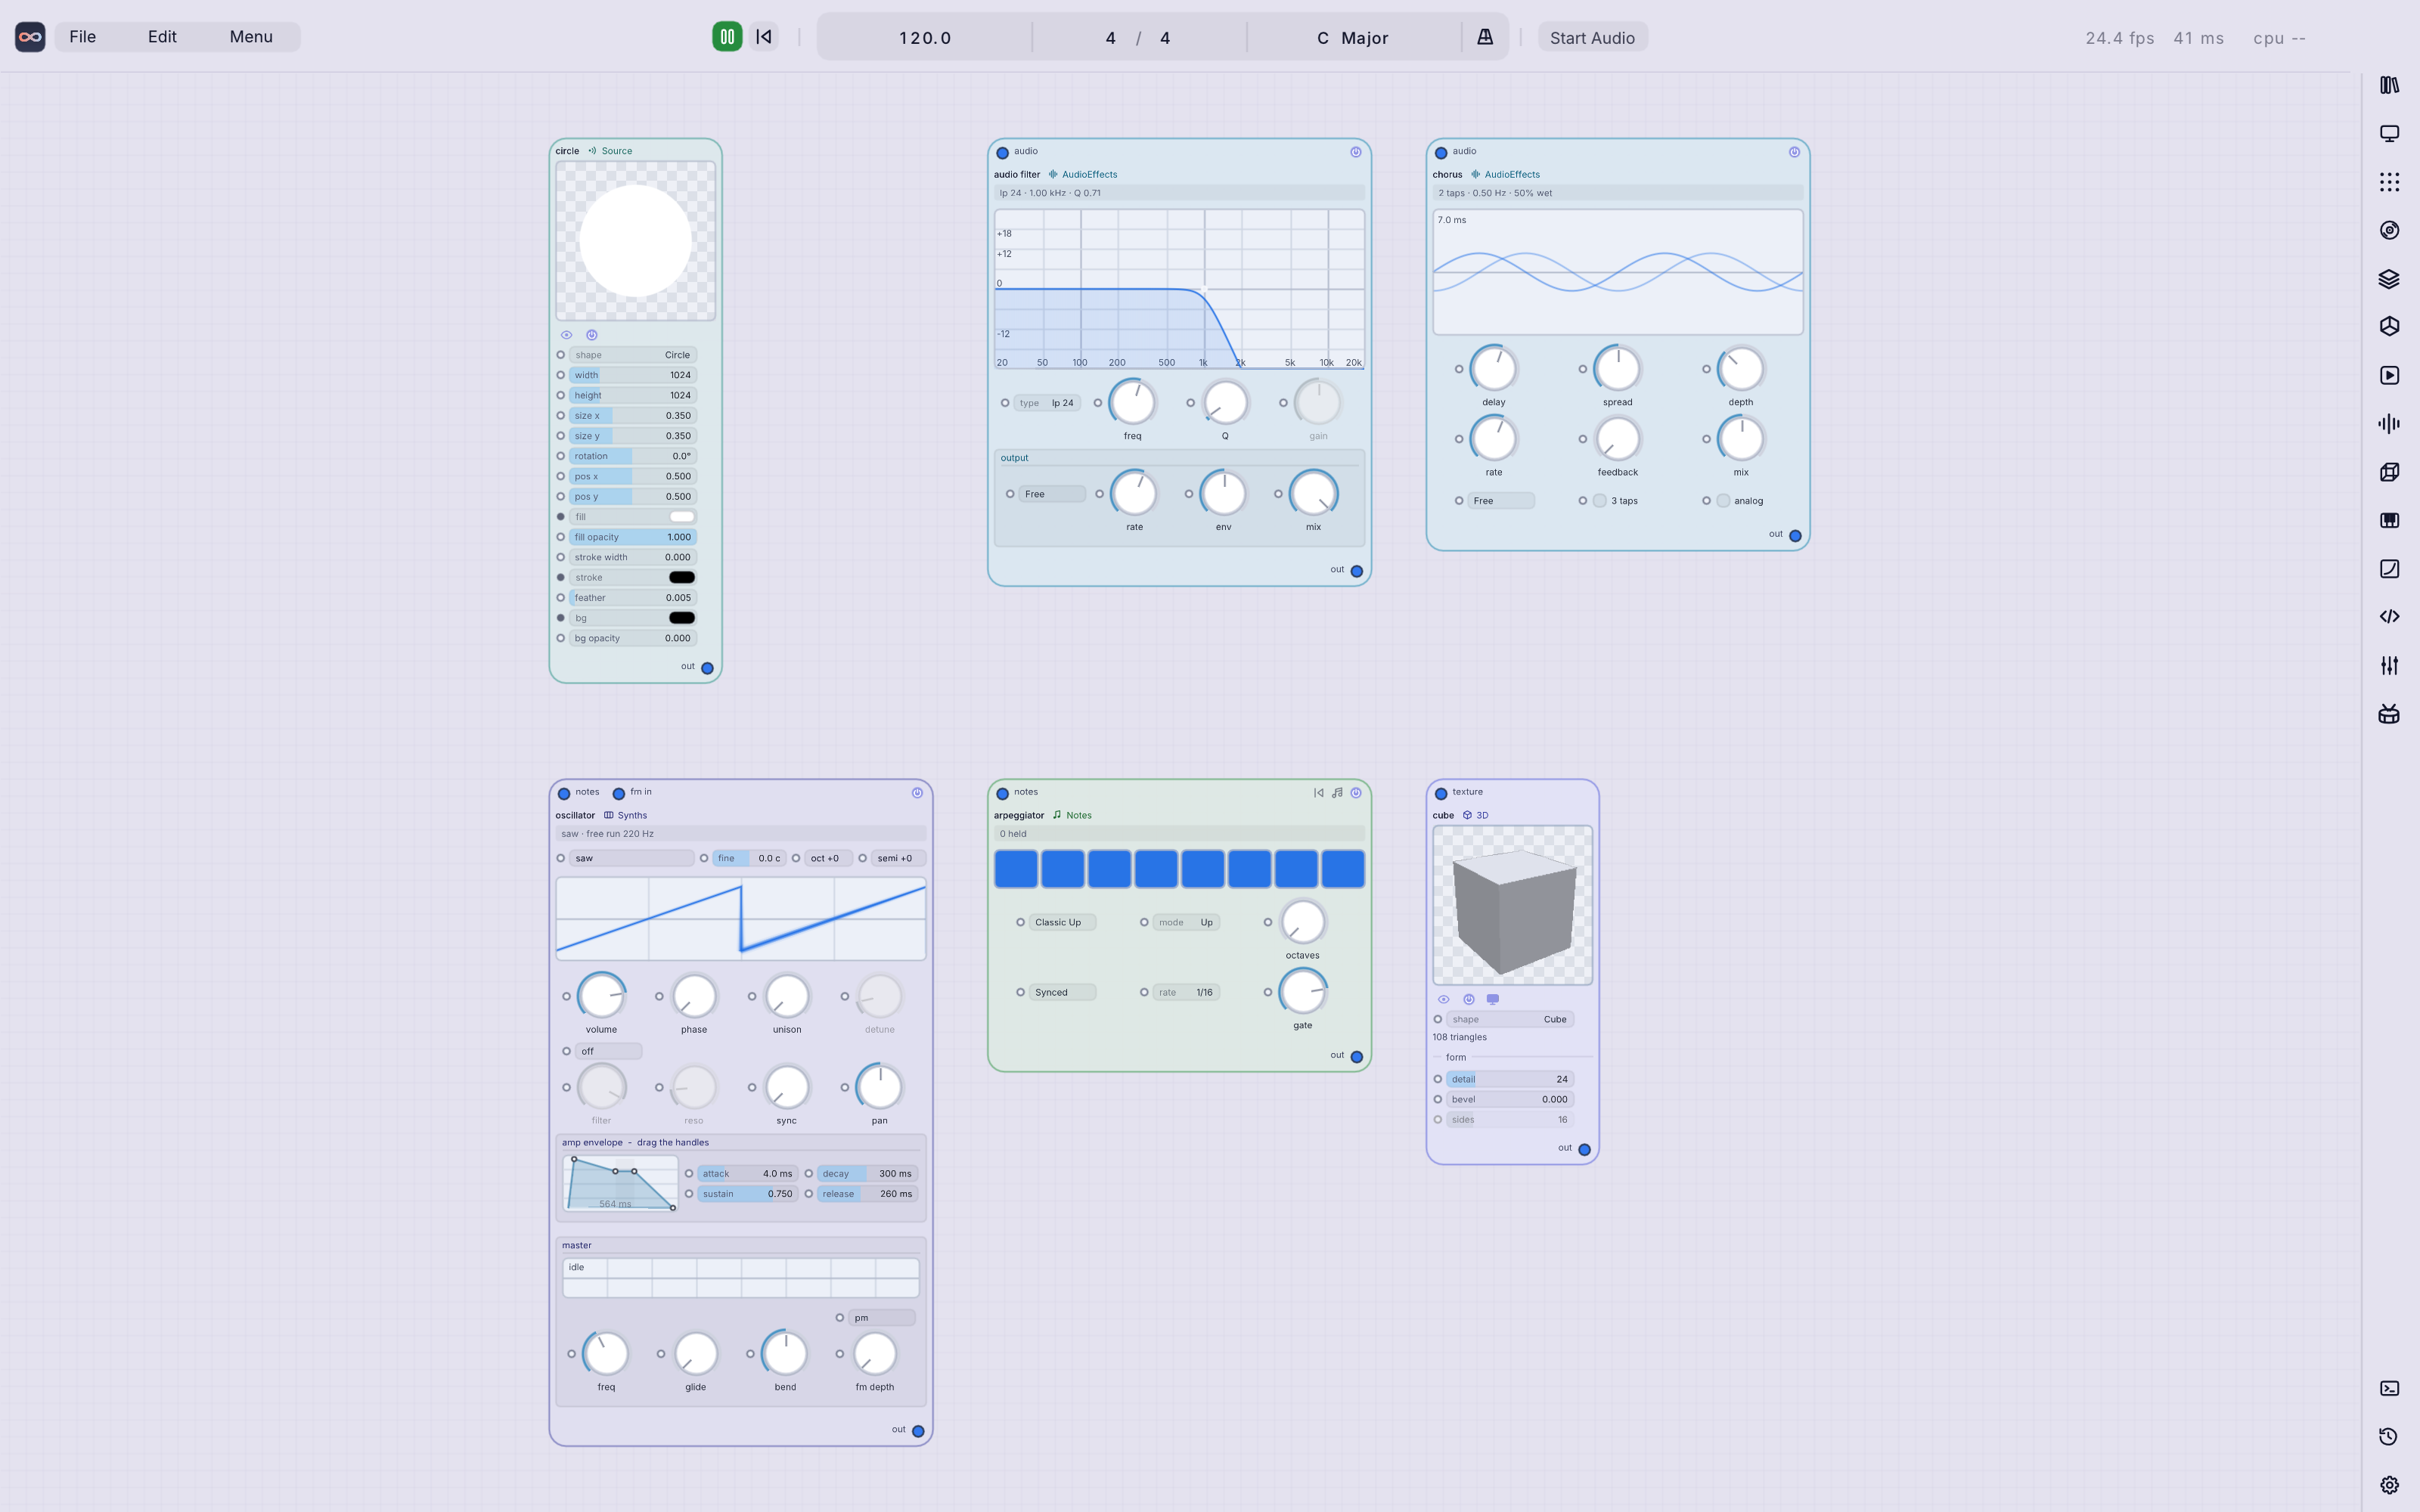 File Edit Menu 120.0 4 / 4 C Major Start Audio 24.4 fps 41 ms cpu --
circle Source
shape Circle
width 1024
height 1024
size x 0.350
size y 0.350
rotation 0.0°
pos x 0.500
pos y 0.500
fill
fill opacity 1.000
stroke width 0.000
stroke
feather 0.005
bg
bg opacity 0.000
out
audio
audio filter AudioEffects
lp 24 · 1.00 kHz · Q 0.71
+18
+12
0
-12
20 50 100 200 500 1k 2k 5k 10k 20k
type lp 24
freq Q gain
output
Free
rate env mix
out
audio
chorus AudioEffects
2 taps · 0.50 Hz · 50% wet
7.0 ms
delay spread depth
rate feedback mix
Free 3 taps analog
out
notes fm in
oscillator Synths
saw · free run 220 Hz
saw fine 0.0 c oct +0 semi +0
volume phase unison detune
off
filter reso sync pan
amp envelope - drag the handles
564 ms
attack 4.0 ms decay 300 ms
sustain 0.750 release 260 ms
master
idle
pm
freq glide bend fm depth
out
notes
arpeggiator Notes
0 held
Classic Up mode Up
octaves
Synced rate 1/16
gate
out
texture
cube 3D
shape Cube
108 triangles
form
detail 24
bevel 0.000
sides 16
out